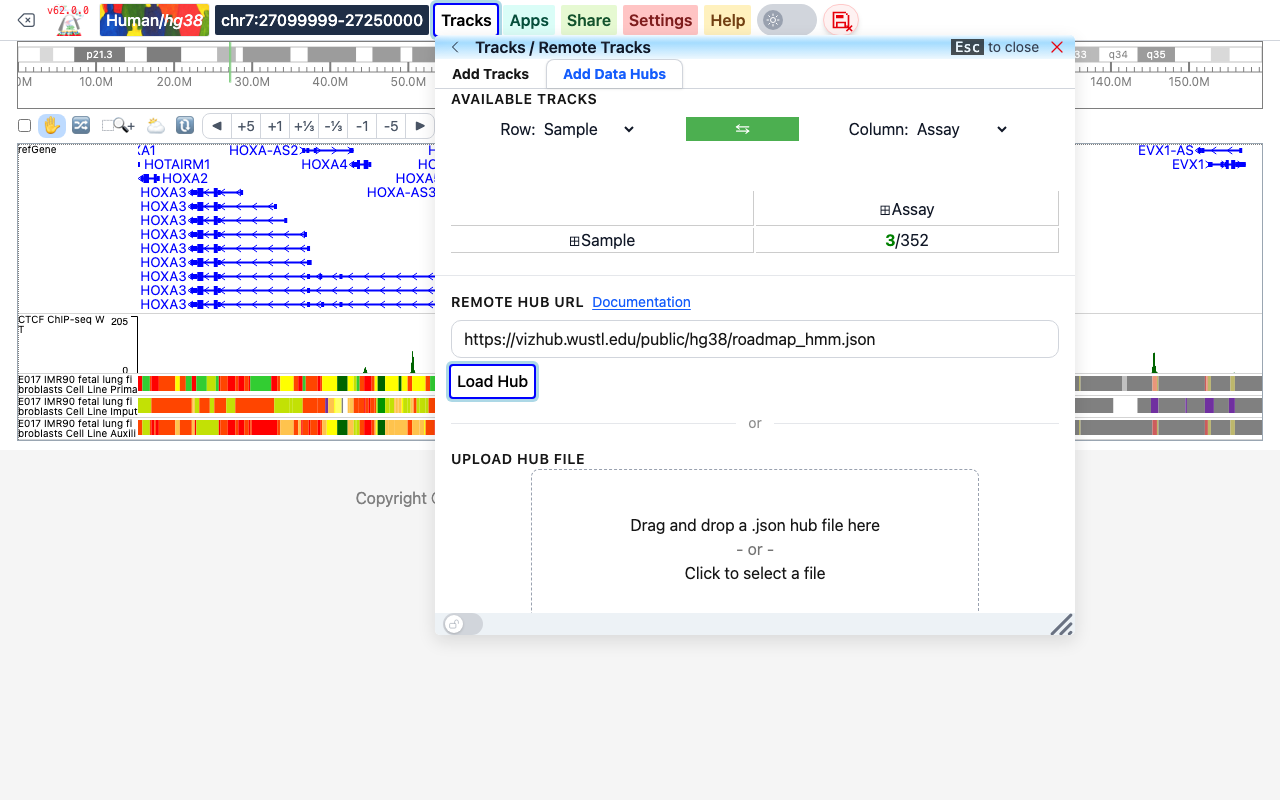 v62.0.0
Human/hg38
chr7:27099999-27250000
Tracks
Apps
Share
Settings
Help
Tracks / Remote Tracks
Esc to close
Add Tracks
Add Data Hubs
p21.3
33
q34
q35
0M
10.0M
20.0M
30.0M
40.0M
50.0M
140.0M
150.0M
◀
+5
+1
+⅓
-⅓
-1
-5
▶
AVAILABLE TRACKS
Row: Sample
Column: Assay
⊞Assay
⊞Sample
3/352
REMOTE HUB URL Documentation
https://vizhub.wustl.edu/public/hg38/roadmap_hmm.json
Load Hub
or
UPLOAD HUB FILE
Drag and drop a .json hub file here
- or -
Click to select a file
refGene
HOXA-AS2
HOTAIRM1
HOXA4
HOXA2
HOXA3
HOXA-AS3
HOXA3
HOXA3
HOXA3
HOXA3
HOXA3
HOXA3
HOXA3
HOXA3
EVX1-AS
EVX1
CTCF ChIP-seq W
T
205
0
E017 IMR90 fetal lung fi
broblasts Cell Line Prima
E017 IMR90 fetal lung fi
broblasts Cell Line Imput
E017 IMR90 fetal lung fi
broblasts Cell Line Auxili
Copyright